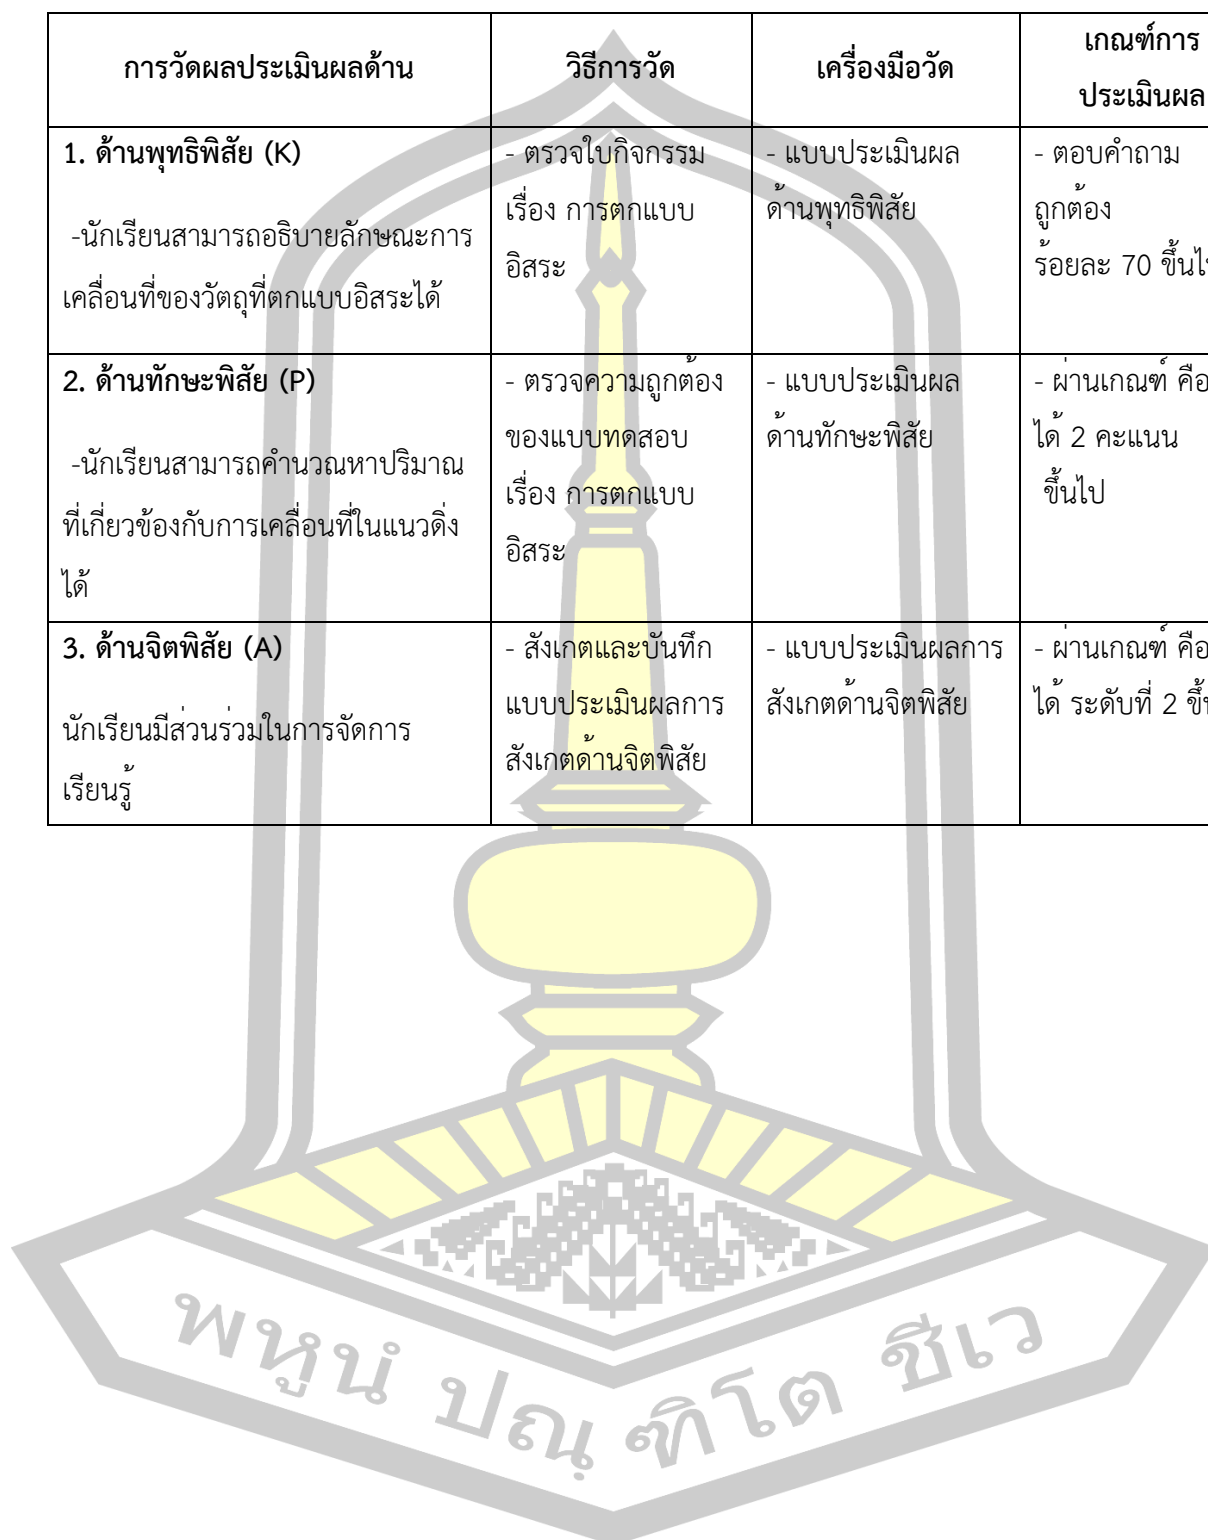 การวัดผลประเมินผลด้าน
วิธีการวัด
เครื่องมือวัด
เกณฑ์การ
ประเมินผล
1. ด้านพุทธิพิสัย (K)
-นักเรียนสามารถอธิบายลักษณะการ
เคลื่อนที่ของวัตถุที่ตกแบบอิสระได้
- ตรวจใบกิจกรรม
เรื่อง การตกแบบ
อิสระ
- แบบประเมินผล
ด้านพุทธิพิสัย
- ตอบคำถาม
ถูกต้อง
ร้อยละ 70
2. ด้านทักษะพิสัย (P)
-นักเรียนสามารถคำนวณหาปริมาณ
ที่เกี่ยวข้องกับการเคลื่อนที่ในแนวดิ่ง
ได้
- ตรวจความถูกต้อง
ของแบบทดสอบ
เรื่อง การตกแบบ
อิสระ
- แบบประเมินผล
ด้านทักษะพิสัย
- ผ่านเกณฑ์ คือ
ได้ 2 คะแนน
ขึ้นไป
3. ด้านจิตพิสัย (A)
นักเรียนมีส่วนร่วมในการจัดการ
เรียนรู้
- สังเกตและบันทึก
แบบประเมินผลการ
สังเกตด้านจิตพิสัย
- แบบประเมินผลการ
สังเกตด้านจิตพิสัย
- ผ่านเกณฑ์ คือ
ได้ ระดับที่ 2
พหูนํ ปณฺฑิโต ชีเว